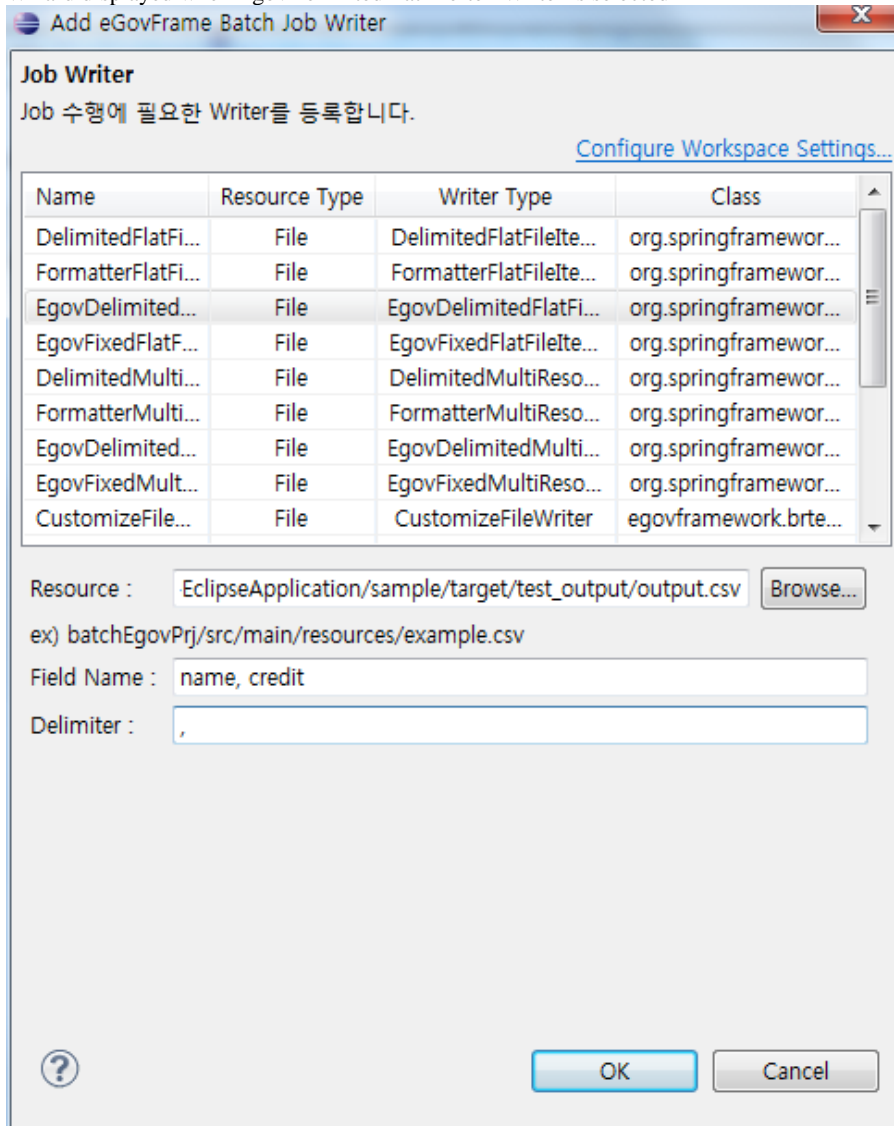 Add eGovFrame Batch Job Writer
Job Writer
Job 수행에 필요한 Writer를 등록합니다.
Configure Workspace Settings...
Name Resource Type Writer Type Class
DelimitedFlatFi... File DelimitedFlatFileIte... org.springframewor...
FormatterFlatFi... File FormatterFlatFileIte... org.springframewor...
EgovDelimited... File EgovDelimitedFlatFi... org.springframewor...
EgovFixedFlatF... File EgovFixedFlatFileIte... org.springframewor...
DelimitedMulti... File DelimitedMultiReso... org.springframewor...
FormatterMulti... File FormatterMultiReso... org.springframewor...
EgovDelimited... File EgovDelimitedMulti... org.springframewor...
EgovFixedMult... File EgovFixedMultiReso... org.springframewor...
CustomizeFile... File CustomizeFileWriter egovframework.brte...
Resource : EclipseApplication/sample/target/test_output/output.csv Browse...
ex) batchEgovPrj/src/main/resources/example.csv
Field Name : name, credit
Delimiter : ,
OK Cancel